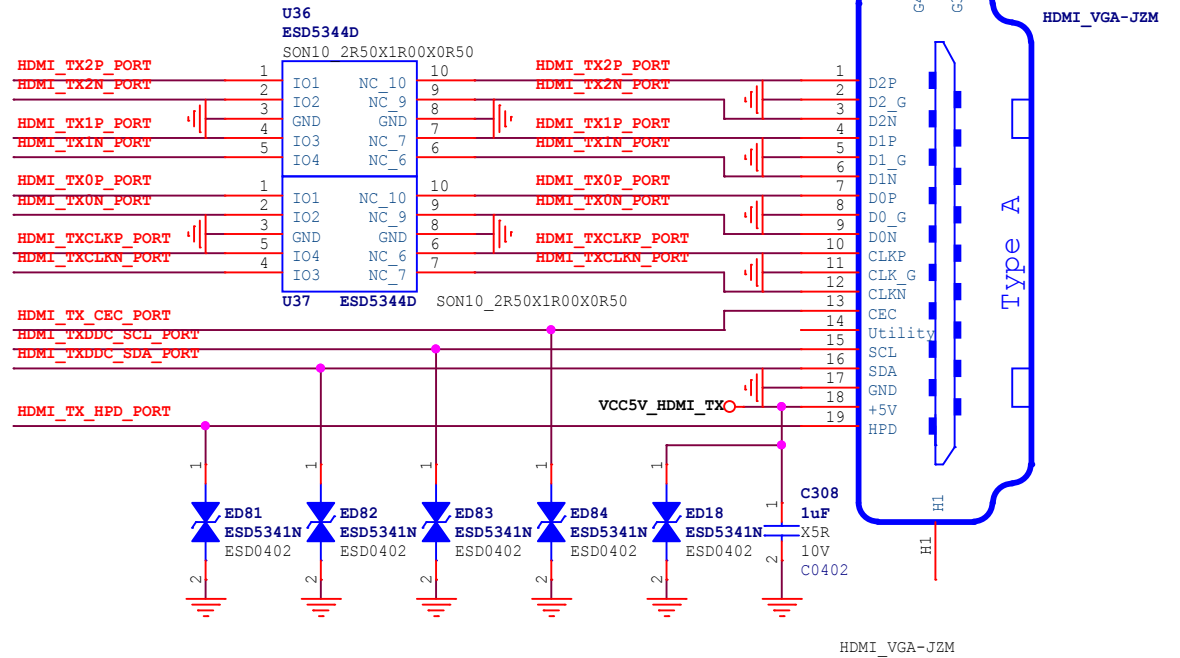 U36
ESD5344D
SON10_2R50X1R00X0R50
HDMI_TX2P_PORT
HDMI_TX2N_PORT
HDMI_TX1P_PORT
HDMI_TX1N_PORT
HDMI_TX0P_PORT
HDMI_TX0N_PORT
HDMI_TXCLKP_PORT
HDMI_TXCLKN_PORT
HDMI_TX_CEC_PORT
HDMI_TXDDC_SCL_PORT
HDMI_TXDDC_SDA_PORT
HDMI_TX_HPD_PORT
1 IO1 NC_10 10
2 IO2 NC_9 9
3 GND GND 8
4 IO3 NC_7 7
5 IO4 NC_6 6
1 IO1 NC_10 10
2 IO2 NC_9 9
3 GND GND 8
5 IO4 NC_6 6
4 IO3 NC_7 7
U37 ESD5344D SON10_2R50X1R00X0R50
HDMI_TX2P_PORT
HDMI_TX2N_PORT
HDMI_TX1P_PORT
HDMI_TX1N_PORT
HDMI_TX0P_PORT
HDMI_TX0N_PORT
HDMI_TXCLKP_PORT
HDMI_TXCLKN_PORT
VCC5V_HDMI_TX
1 D2P
2 D2_G
3 D2N
4 D1P
5 D1_G
6 D1N
7 D0P
8 D0_G
9 D0N
10 CLKP
11 CLK_G
12 CLKN
13 CEC
14 Utility
15 SCL
16 SDA
17 GND
18 +5V
19 HPD
HDMI_VGA-JZM
Type A
H1
H1
1
ED81
ESD5341N
ESD0402
2
1
ED82
ESD5341N
ESD0402
2
1
ED83
ESD5341N
ESD0402
2
1
ED84
ESD5341N
ESD0402
2
1
ED18
ESD5341N
ESD0402
2
1
C308
1uF
X5R
10V
C0402
2
HDMI_VGA-JZM